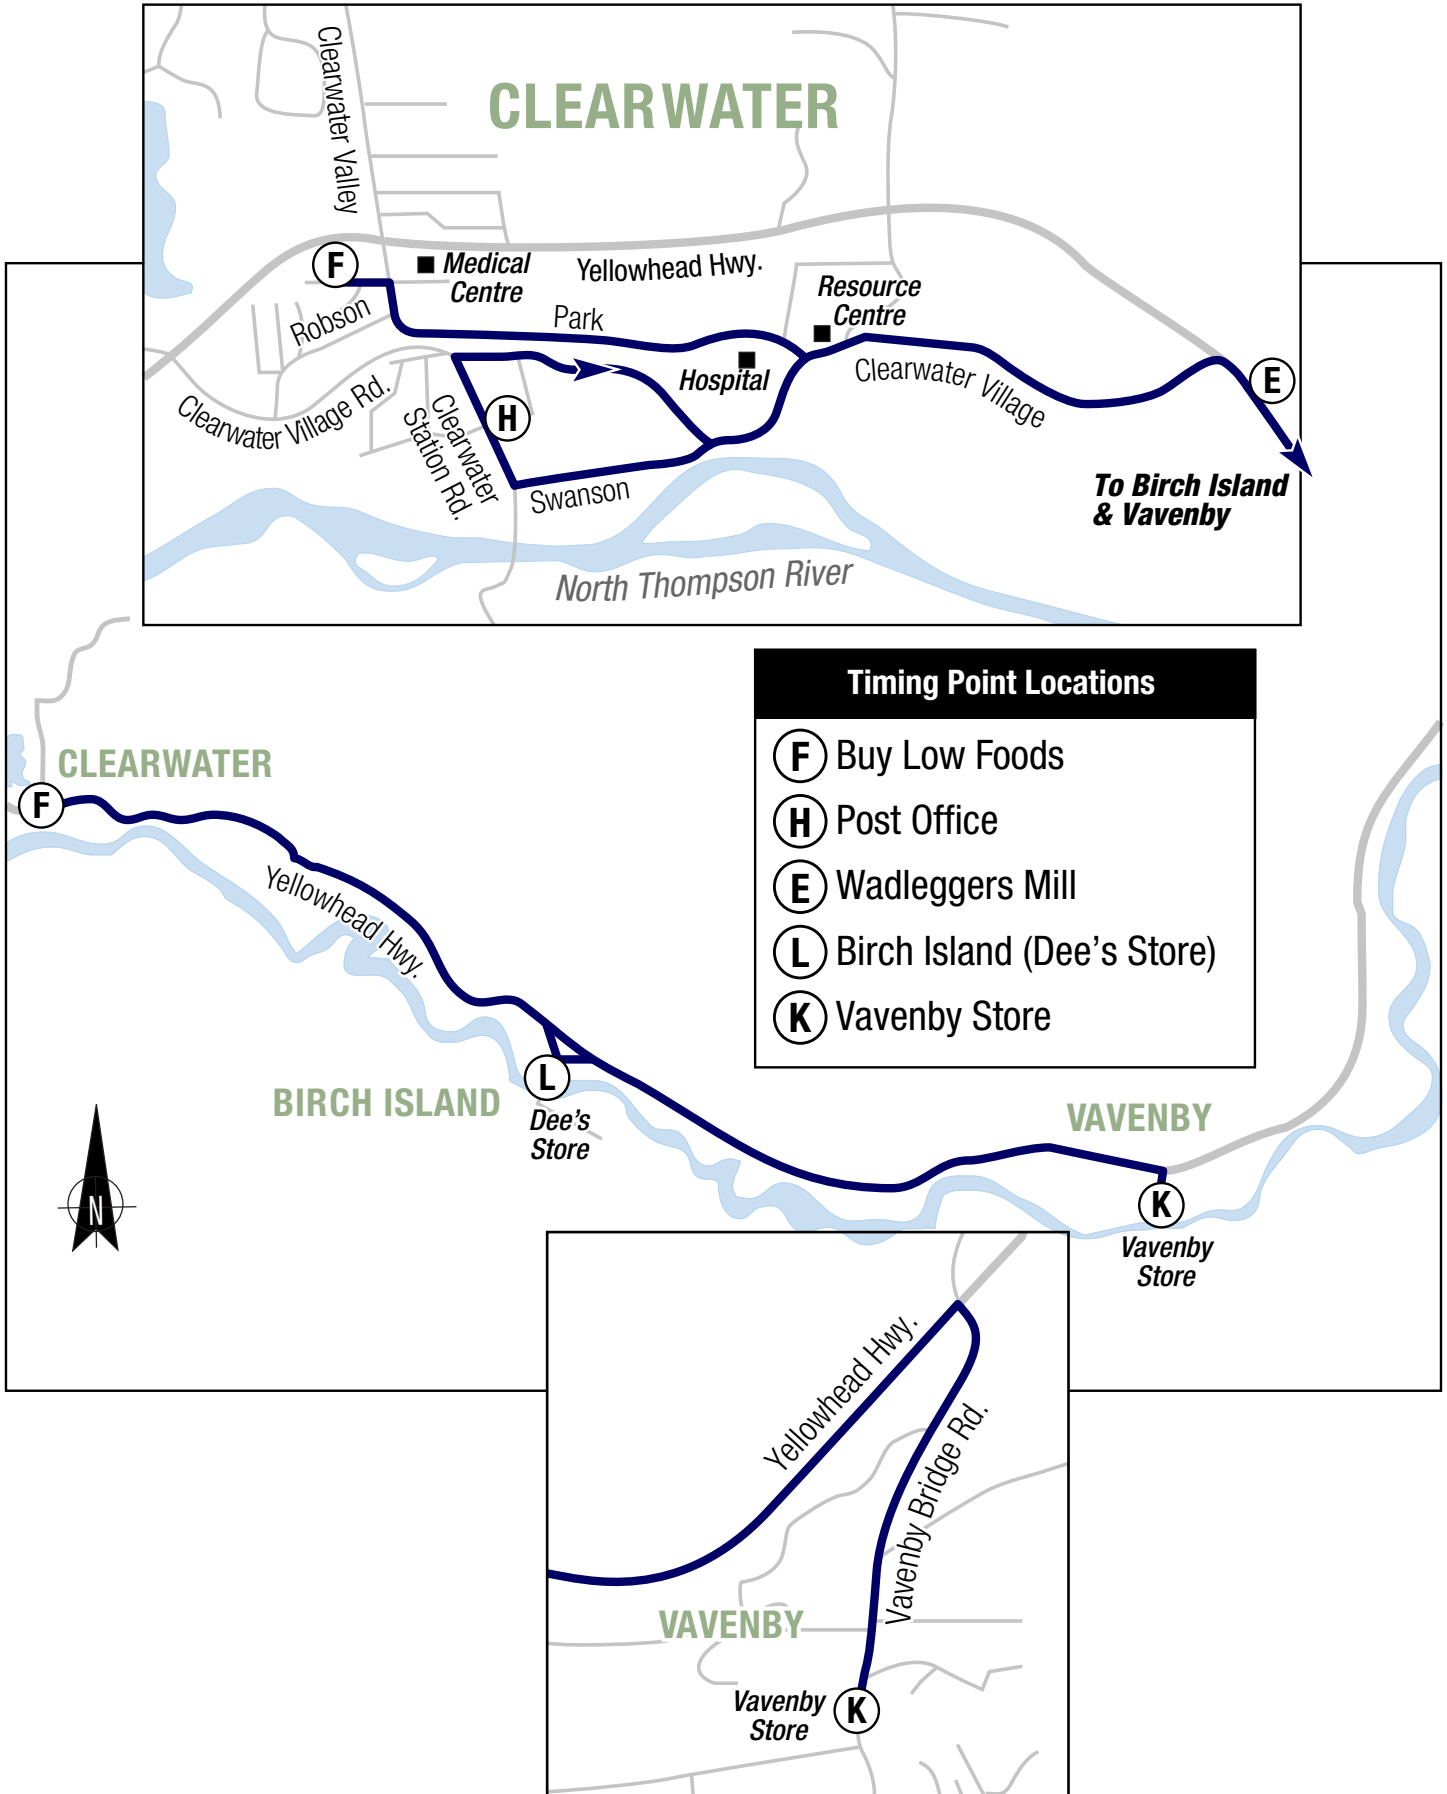 CLEARWATER
Clearwater Valley
F
Medical
Centre
Yellowhead Hwy.
Resource
Centre
Robson
Park
Hospital
Clearwater Village
E
Clearwater Village Rd.
Clearwater
Station Rd.
H
Swanson
To Birch Island
& Vavenby
North Thompson River
Timing Point Locations
F Buy Low Foods
H Post Office
E Wadleggers Mill
L Birch Island (Dee's Store)
K Vavenby Store
CLEARWATER
F
Yellowhead Hwy.
BIRCH ISLAND
L
Dee's
Store
VAVENBY
K
Vavenby
Store
N
Yellowhead Hwy.
Vavenby Bridge Rd.
VAVENBY
Vavenby
Store
K